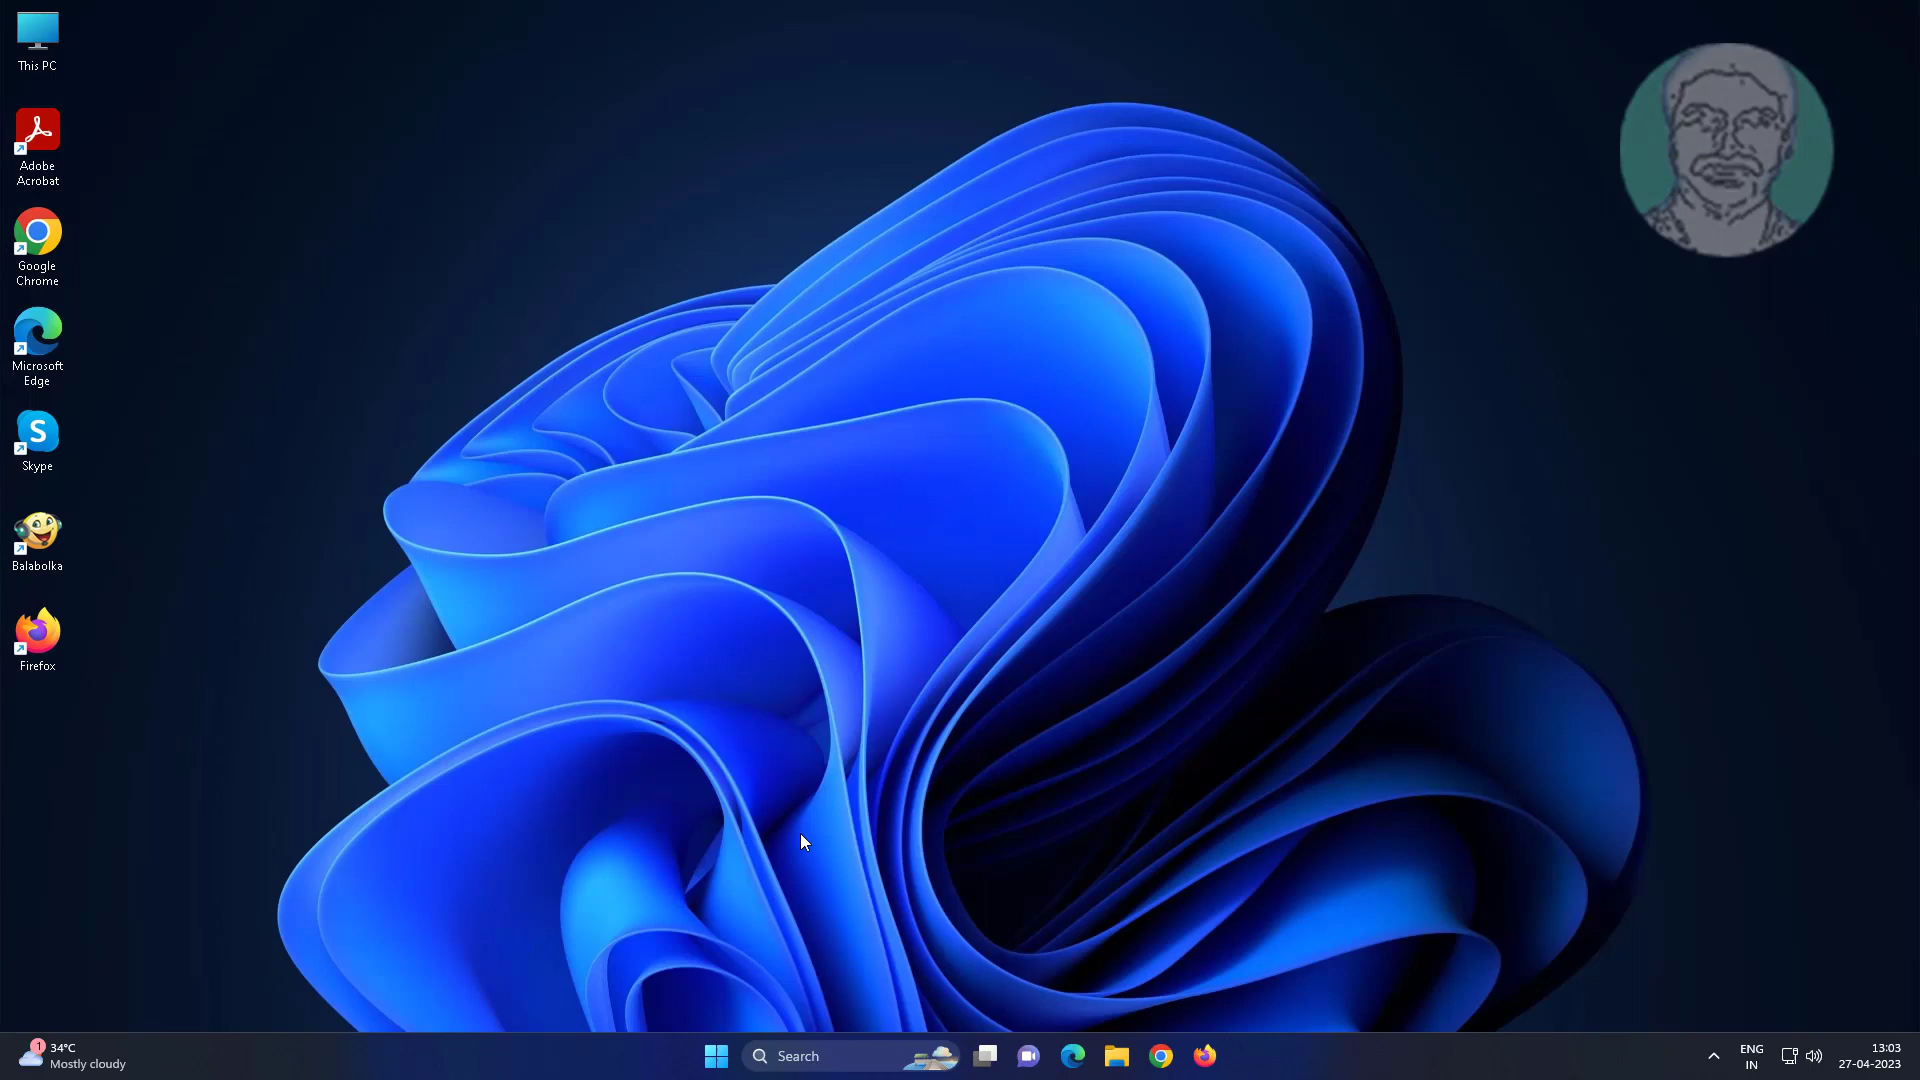 This PC
Adobe
Acrobat
Google
Chrome
Microsoft
Edge
S
Skype
Balabolka
Firefox
1
34°C
Mostly cloudy
Search
ENG
IN
13:03
27-04-2023